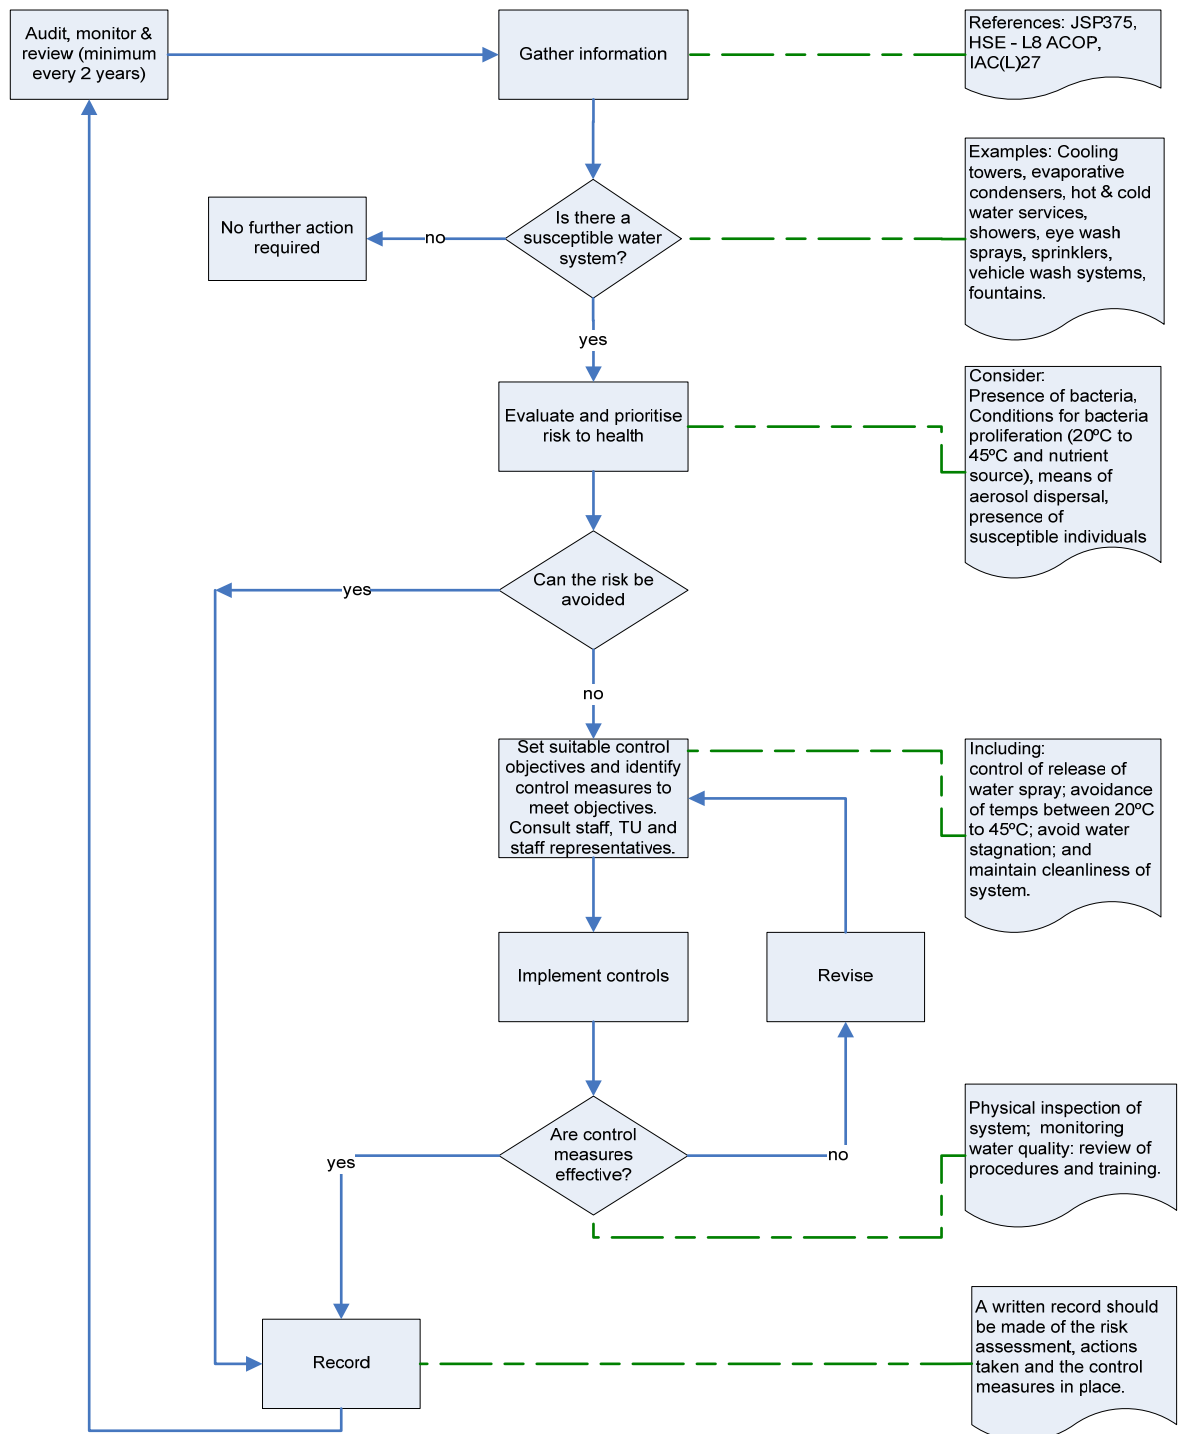 Audit, monitor &
review (minimum
every 2 years)
Gather information
References: JSP375,
HSE - L8 ACOP,
IAC(L)27
Examples: Cooling
towers, evaporative
condensers, hot & cold
water services,
showers, eye wash
sprays, sprinklers,
vehicle wash systems,
fountains.
No further action
required
no
Is there a
susceptible water
system?
yes
Evaluate and prioritise
risk to health
Consider:
Presence of bacteria,
Conditions for bacteria
proliferation (20ºC to
45ºC and nutrient
source), means of
aerosol dispersal,
presence of
susceptible individuals
Can the risk be
avoided
yes
no
Set suitable control
objectives and identify
control measures to
meet objectives.
Consult staff, TU and
staff representatives.
Including:
control of release of
water spray; avoidance
of temps between 20ºC
to 45ºC; avoid water
stagnation; and
maintain cleanliness of
system.
Implement controls
Revise
Are control
measures
effective?
yes
no
Physical inspection of
system; monitoring
water quality: review of
procedures and training.
Record
A written record should
be made of the risk
assessment, actions
taken and the control
measures in place.